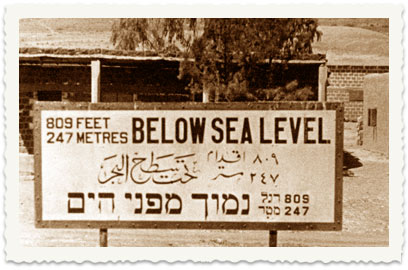 809 FEET
247 METRES BELOW SEA LEVEL.
٨٠٩ اقدام
٢٤٧ متر تحت سطح البحر
נמוך מפני הים 809 רגל
247 מטר